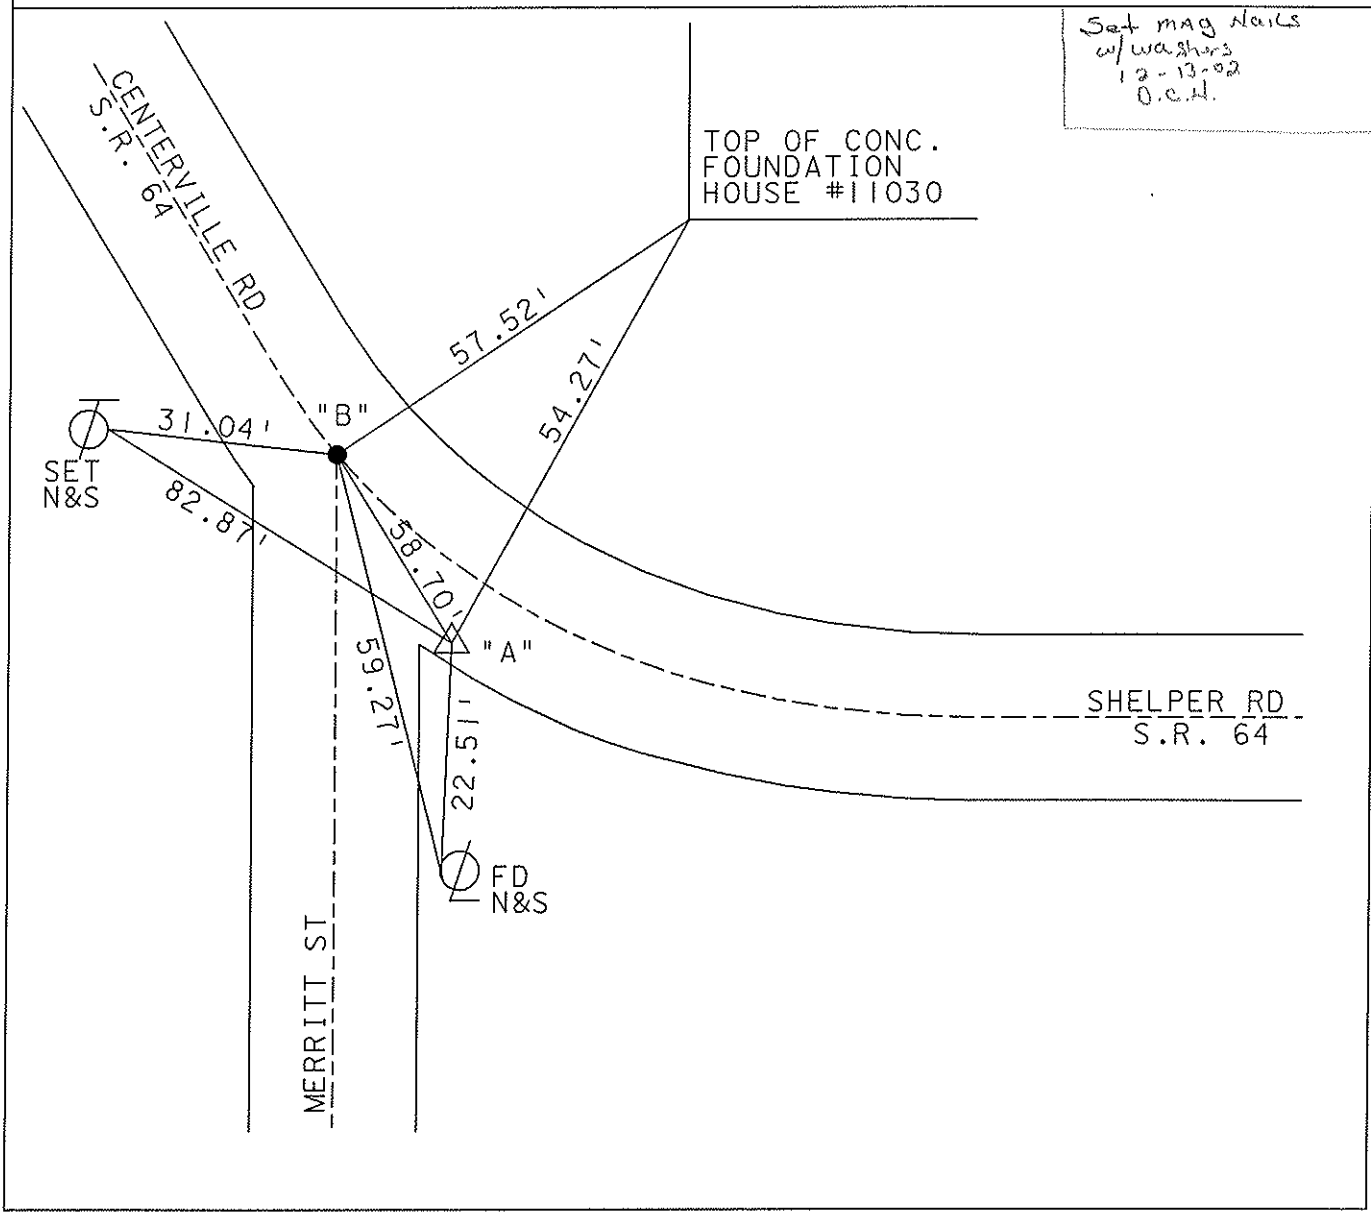 Set mag Nails
w/ washers
12-13-02
D.C.H.
CENTERVILLE RD
S.R. 64
TOP OF CONC.
FOUNDATION
HOUSE #11030
57.52'
54.27'
31.04'
"B"
SET
N&S
82.87'
58.70'
"A"
59.27'
22.51'
SHELPER RD
S.R. 64
FD
N&S
MERRITT ST